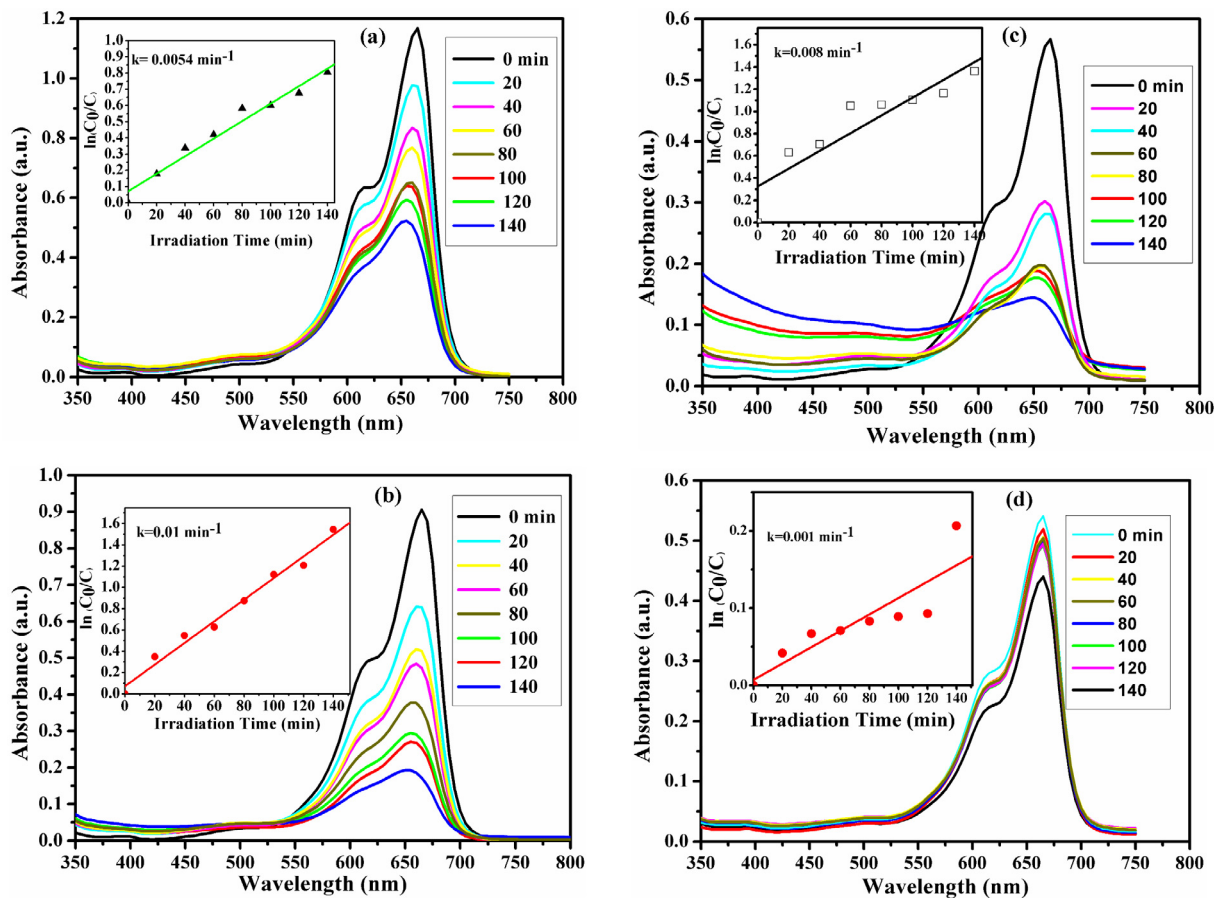 (a)
k= 0.0054 min-1
ln(C0/C)
1.0
0.9
0.8
0.7
0.6
0.5
0.4
0.3
0.2
0.1
0.0
0 20 40 60 80 100 120 140
Irradiation Time (min)
0 min
20
40
60
80
100
120
140
Absorbance (a.u.)
1.2
1.0
0.8
0.6
0.4
0.2
0.0
350 400 450 500 550 600 650 700 750 800
Wavelength (nm)
(c)
k=0.008 min-1
ln(C0/C)
1.6
1.4
1.2
1.0
0.8
0.6
0.4
0.2
0.0
0 20 40 60 80 100 120 140
Irradiation Time (min)
0 min
20
40
60
80
100
120
140
Absorbance (a.u.)
0.6
0.5
0.4
0.3
0.2
0.1
0.0
350 400 450 500 550 600 650 700 750 800
Wavelength (nm)
(b)
k=0.01 min-1
ln (C0/C)
1.6
1.4
1.2
1.0
0.8
0.6
0.4
0.2
0.0
0 20 40 60 80 100 120 140
Irradiation Time (min)
0 min
20
40
60
80
100
120
140
Absorbance (a.u.)
1.0
0.9
0.8
0.7
0.6
0.5
0.4
0.3
0.2
0.1
0.0
350 400 450 500 550 600 650 700 750 800
Wavelength (nm)
(d)
k=0.001 min-1
ln (C0/C)
0.2
0.1
0.0
0 20 40 60 80 100 120 140
Irradiation Time (min)
0 min
20
40
60
80
100
120
140
Absorbance (a.u.)
0.6
0.5
0.4
0.3
0.2
0.1
0.0
350 400 450 500 550 600 650 700 750 800
Wavelength (nm)